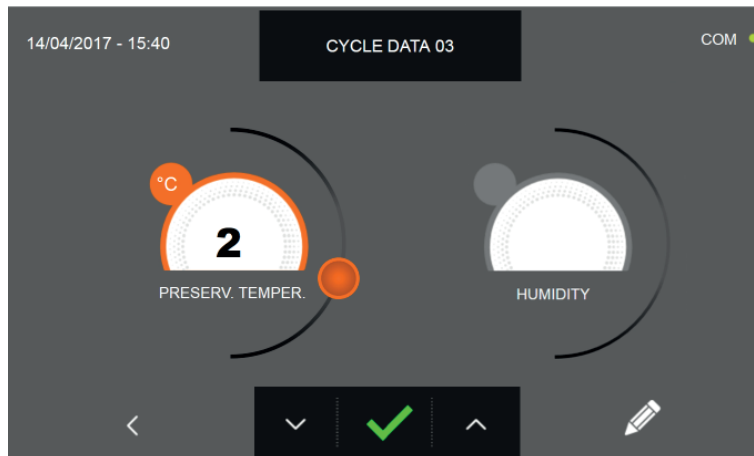 14/04/2017 - 15:40
CYCLE DATA 03
COM
°C
2
PRESERV. TEMPER.
HUMIDITY